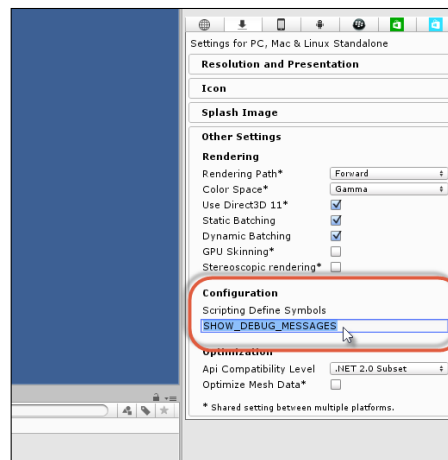 Settings for PC, Mac & Linux Standalone
Resolution and Presentation
Icon
Splash Image
Other Settings
Rendering
Rendering Path* Forward
Color Space* Gamma
Use Direct3D 11*
Static Batching
Dynamic Batching
GPU Skinning*
Stereoscopic rendering*
Configuration
Scripting Define Symbols
SHOW_DEBUG_MESSAGES
Optimization
Api Compatibility Level .NET 2.0 Subset
Optimize Mesh Data*
* Shared setting between multiple platforms.